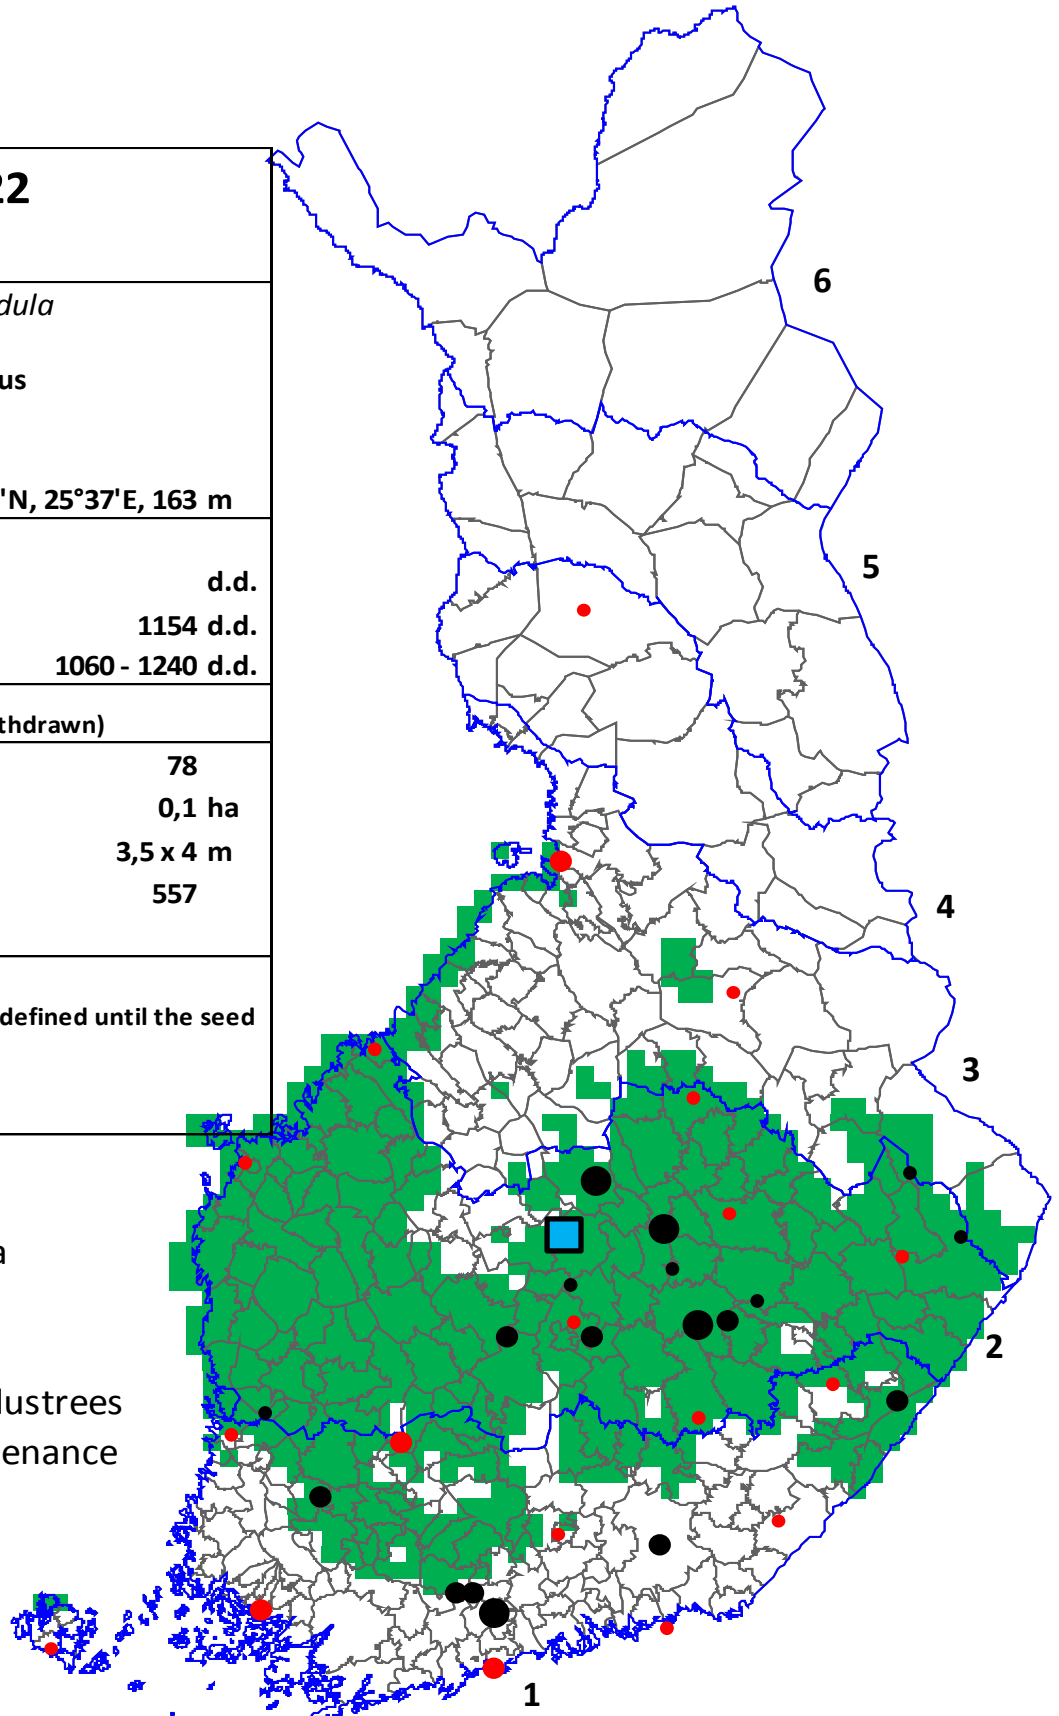 22
dula
us
'N, 25°37'E, 163 m
d.d.
1154 d.d.
1060 - 1240 d.d.
thdrawn)
78
0,1 ha
3,5 x 4 m
557
defined until the seed
a
lustrees
enance
6
5
4
3
2
1